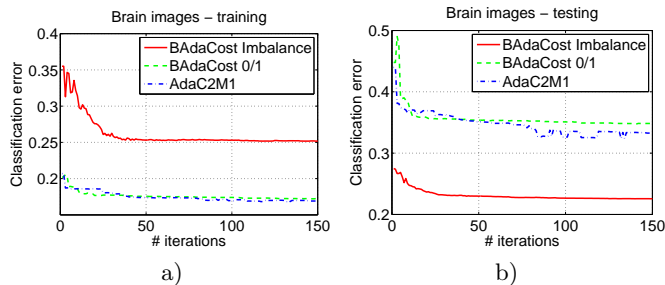 Brain images – training
BAdaCost Imbalance
BAdaCost 0/1
AdaC2M1
Classification error
0.35
0.3
0.25
0.2
0 50 100 150
# iterations
a)
Brain images – testing
BAdaCost Imbalance
BAdaCost 0/1
AdaC2M1
Classification error
0.5
0.4
0.3
0.2
0 50 100 150
# iterations
b)